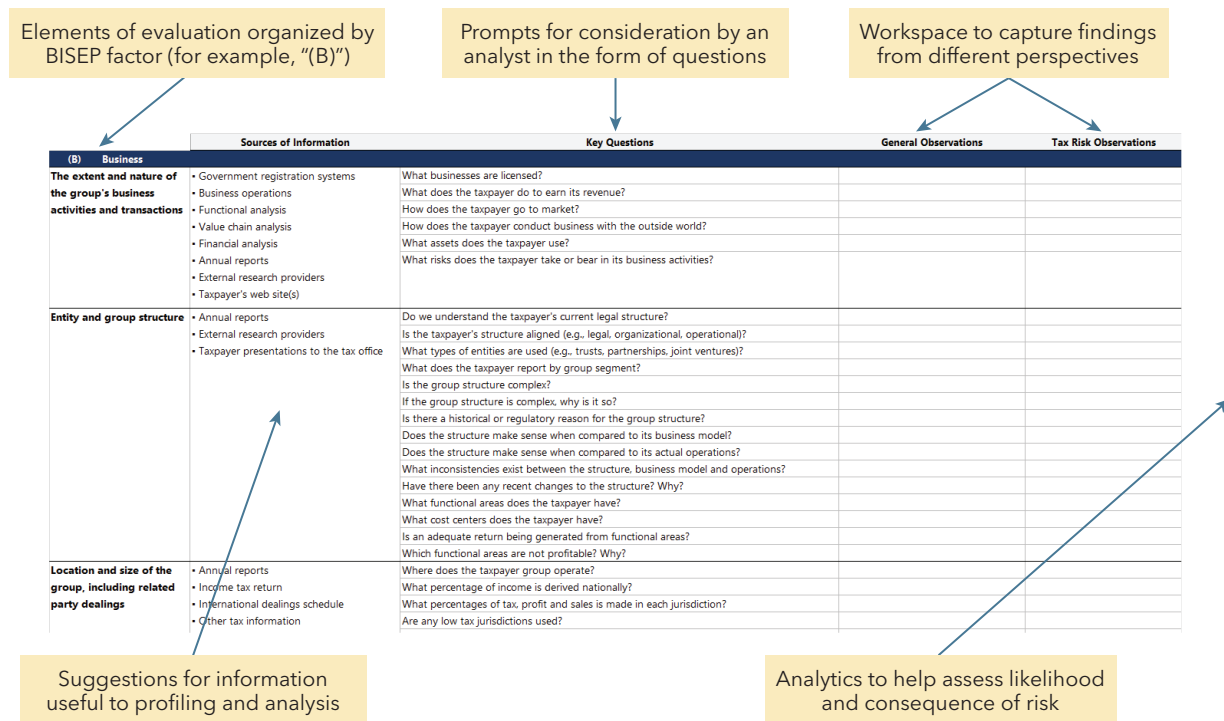 Elements of evaluation organized by
BISEP factor (for example, “(B)”)
Prompts for consideration by an
analyst in the form of questions
Workspace to capture findings
from different perspectives
Sources of Information
Key Questions
General Observations
Tax Risk Observations
(B) Business
The extent and nature of
the group's business
activities and transactions
▪ Government registration systems
▪ Business operations
▪ Functional analysis
▪ Value chain analysis
▪ Financial analysis
▪ Annual reports
▪ External research providers
▪ Taxpayer's web site(s)
What businesses are licensed?
What does the taxpayer do to earn its revenue?
How does the taxpayer go to market?
How does the taxpayer conduct business with the outside world?
What assets does the taxpayer use?
What risks does the taxpayer take or bear in its business activities?
Entity and group structure
▪ Annual reports
▪ External research providers
▪ Taxpayer presentations to the tax office
Do we understand the taxpayer's current legal structure?
Is the taxpayer's structure aligned (e.g., legal, organizational, operational)?
What types of entities are used (e.g., trusts, partnerships, joint ventures)?
What does the taxpayer report by group segment?
Is the group structure complex?
If the group structure is complex, why is it so?
Is there a historical or regulatory reason for the group structure?
Does the structure make sense when compared to its business model?
Does the structure make sense when compared to its actual operations?
What inconsistencies exist between the structure, business model and operations?
Have there been any recent changes to the structure? Why?
What functional areas does the taxpayer have?
What cost centers does the taxpayer have?
Is an adequate return being generated from functional areas?
Which functional areas are not profitable? Why?
Location and size of the
group, including related
party dealings
▪ Annual reports
▪ Income tax return
▪ International dealings schedule
▪ Other tax information
Where does the taxpayer group operate?
What percentage of income is derived nationally?
What percentages of tax, profit and sales is made in each jurisdiction?
Are any low tax jurisdictions used?
Suggestions for information
useful to profiling and analysis
Analytics to help assess likelihood
and consequence of risk